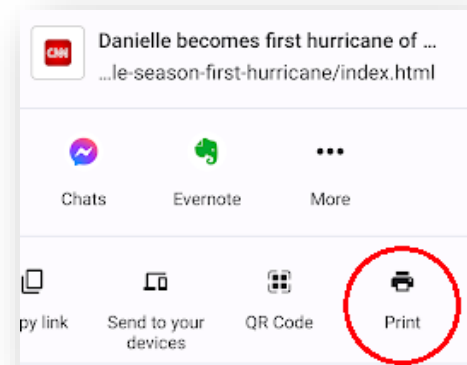 CNN
Danielle becomes first hurricane of ...
...le-season-first-hurricane/index.html
Chats
Evernote
More
py link
Send to your
devices
QR Code
Print